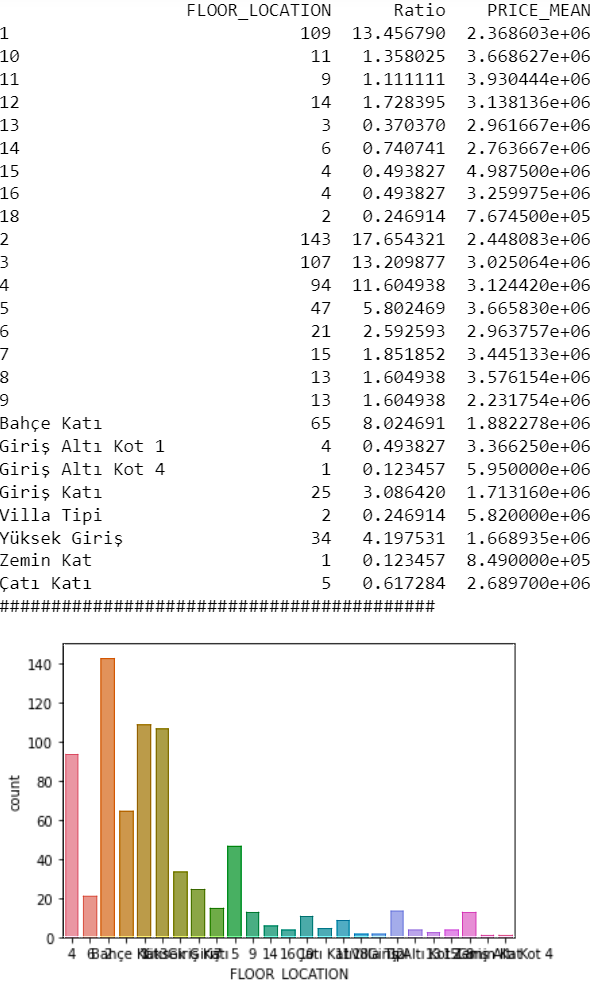 FLOOR_LOCATION Ratio PRICE_MEAN
1 109 13.456790 2.368603e+06
10 11 1.358025 3.668627e+06
11 9 1.111111 3.930444e+06
12 14 1.728395 3.138136e+06
13 3 0.370370 2.961667e+06
14 6 0.740741 2.763667e+06
15 4 0.493827 4.987500e+06
16 4 0.493827 3.259975e+06
18 2 0.246914 7.674500e+05
2 143 17.654321 2.448083e+06
3 107 13.209877 3.025064e+06
4 94 11.604938 3.124420e+06
5 47 5.802469 3.665830e+06
6 21 2.592593 2.963757e+06
7 15 1.851852 3.445133e+06
8 13 1.604938 3.576154e+06
9 13 1.604938 2.231754e+06
Bahçe Katı 65 8.024691 1.882278e+06
Giriş Altı Kot 1 4 0.493827 3.366250e+06
Giriş Altı Kot 4 1 0.123457 5.950000e+06
Giriş Katı 25 3.086420 1.713160e+06
Villa Tipi 2 0.246914 5.820000e+06
Yüksek Giriş 34 4.197531 1.668935e+06
Zemin Kat 1 0.123457 8.490000e+05
Çatı Katı 5 0.617284 2.689700e+06
##########################################
140
120
100
80
60
40
20
0
count
4 6 2 Bahçe 5 9 14 16 Kot 4
FLOOR_LOCATION